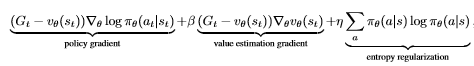 (G_t − v_θ(s_t))∇_θ log π_θ(a_t|s_t) + β (G_t − v_θ(s_t))∇_θ v_θ(s_t) + η ∑_a π_θ(a|s) log π_θ(a|s) ,
policy gradient value estimation gradient entropy regularization